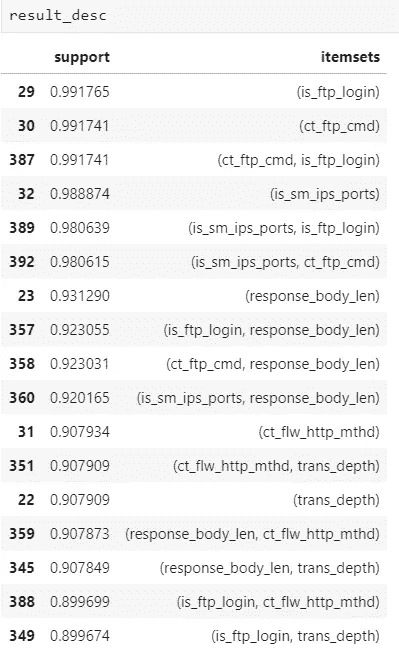 result_desc
support itemsets
29 0.991765 (is_ftp_login)
30 0.991741 (ct_ftp_cmd)
387 0.991741 (ct_ftp_cmd, is_ftp_login)
32 0.988874 (is_sm_ips_ports)
389 0.980639 (is_sm_ips_ports, is_ftp_login)
392 0.980615 (is_sm_ips_ports, ct_ftp_cmd)
23 0.931290 (response_body_len)
357 0.923055 (is_ftp_login, response_body_len)
358 0.923031 (ct_ftp_cmd, response_body_len)
360 0.920165 (is_sm_ips_ports, response_body_len)
31 0.907934 (ct_flw_http_mthd)
351 0.907909 (ct_flw_http_mthd, trans_depth)
22 0.907909 (trans_depth)
359 0.907873 (response_body_len, ct_flw_http_mthd)
345 0.907849 (response_body_len, trans_depth)
388 0.899699 (is_ftp_login, ct_flw_http_mthd)
349 0.899674 (is_ftp_login, trans_depth)